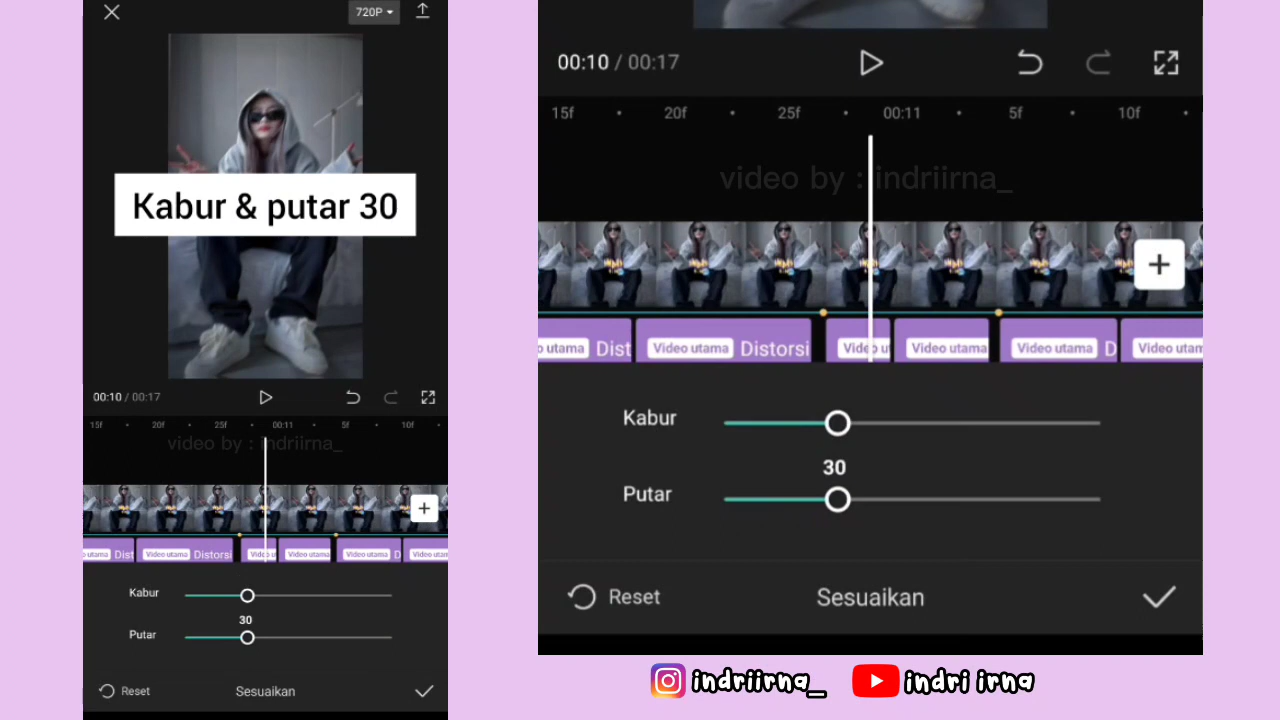 720P
Kabur & putar 30
00:10 / 00:17
15f 20f 25f 00:11 5f 10f
video by : indriirna_
utama Dist Video utama Distorsi Video u Video utama Video utama D Video utam
Kabur
30
Putar
Reset Sesuaikan
00:10 / 00:17
15f 20f 25f 00:11 5f 10f
video by : indriirna_
o utama Dist Video utama Distorsi Video ut Video utama Video utama D Video utam
Kabur
30
Putar
Reset Sesuaikan
indriirna_ indri irna